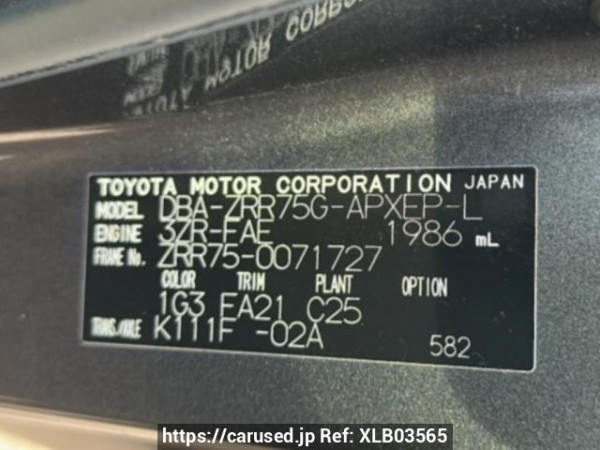 TOYOTA MOTOR CORPORATION JAPAN
MODEL DBA-ZRR75G-APXEP-L
ENGINE 3ZR-FAE 1986 mL
FRAME No. ZRR75-0071727
COLOR TRIM PLANT OPTION
1G3 FA21 C25
TRANS./AXLE K111F -02A 582
https://carused.jp Ref: XLB03565